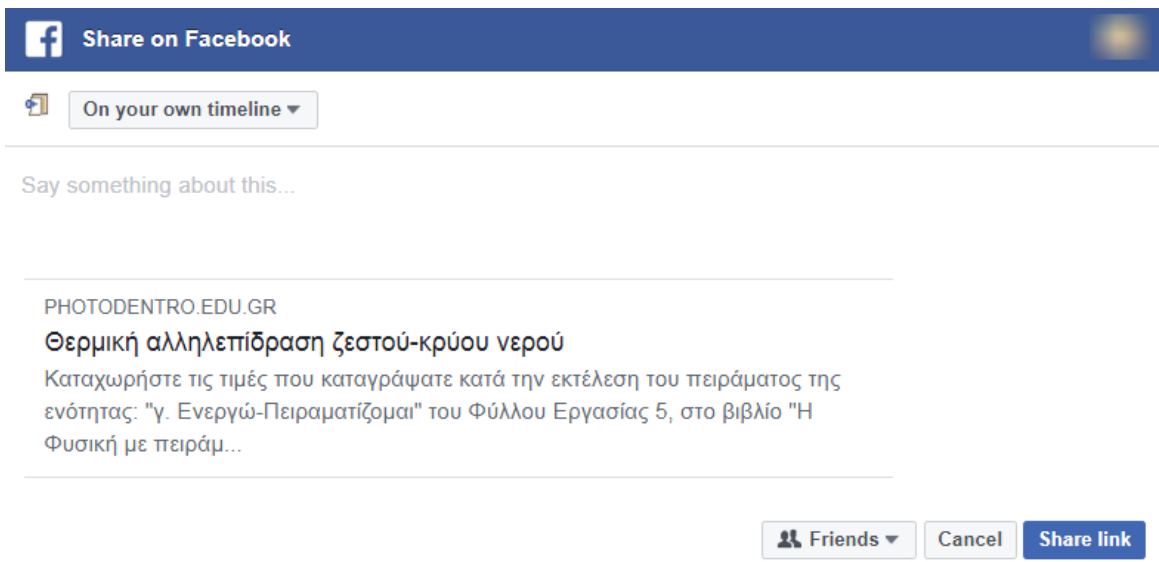 Share on Facebook
On your own timeline
Say something about this...
PHOTODENTRO.EDU.GR
Θερμική αλληλεπίδραση ζεστού-κρύου νερού
Καταχωρήστε τις τιμές που καταγράψατε κατά την εκτέλεση του πειράματος της
ενότητας: "γ. Ενεργώ-Πειραματίζομαι" του Φύλλου Εργασίας 5, στο βιβλίο "Η
Φυσική με πειράμ...
Friends Cancel Share link